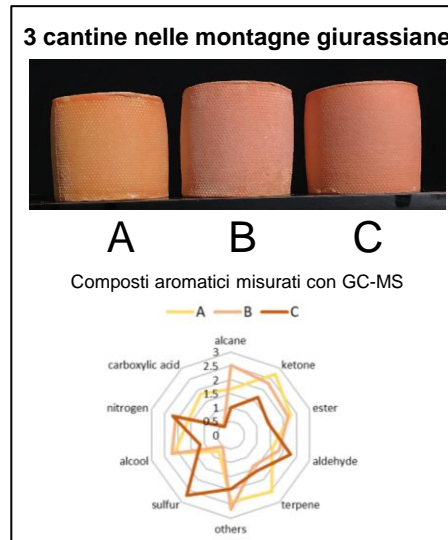 3 cantine nelle montagne giurassiane
A B C
Composti aromatici misurati con GC-MS
A B C
alcane
carboxylic acid
ketone
nitrogen
ester
alcool
aldehyde
sulfur
terpene
others
3
2.5
2
1.5
1
0.5
0